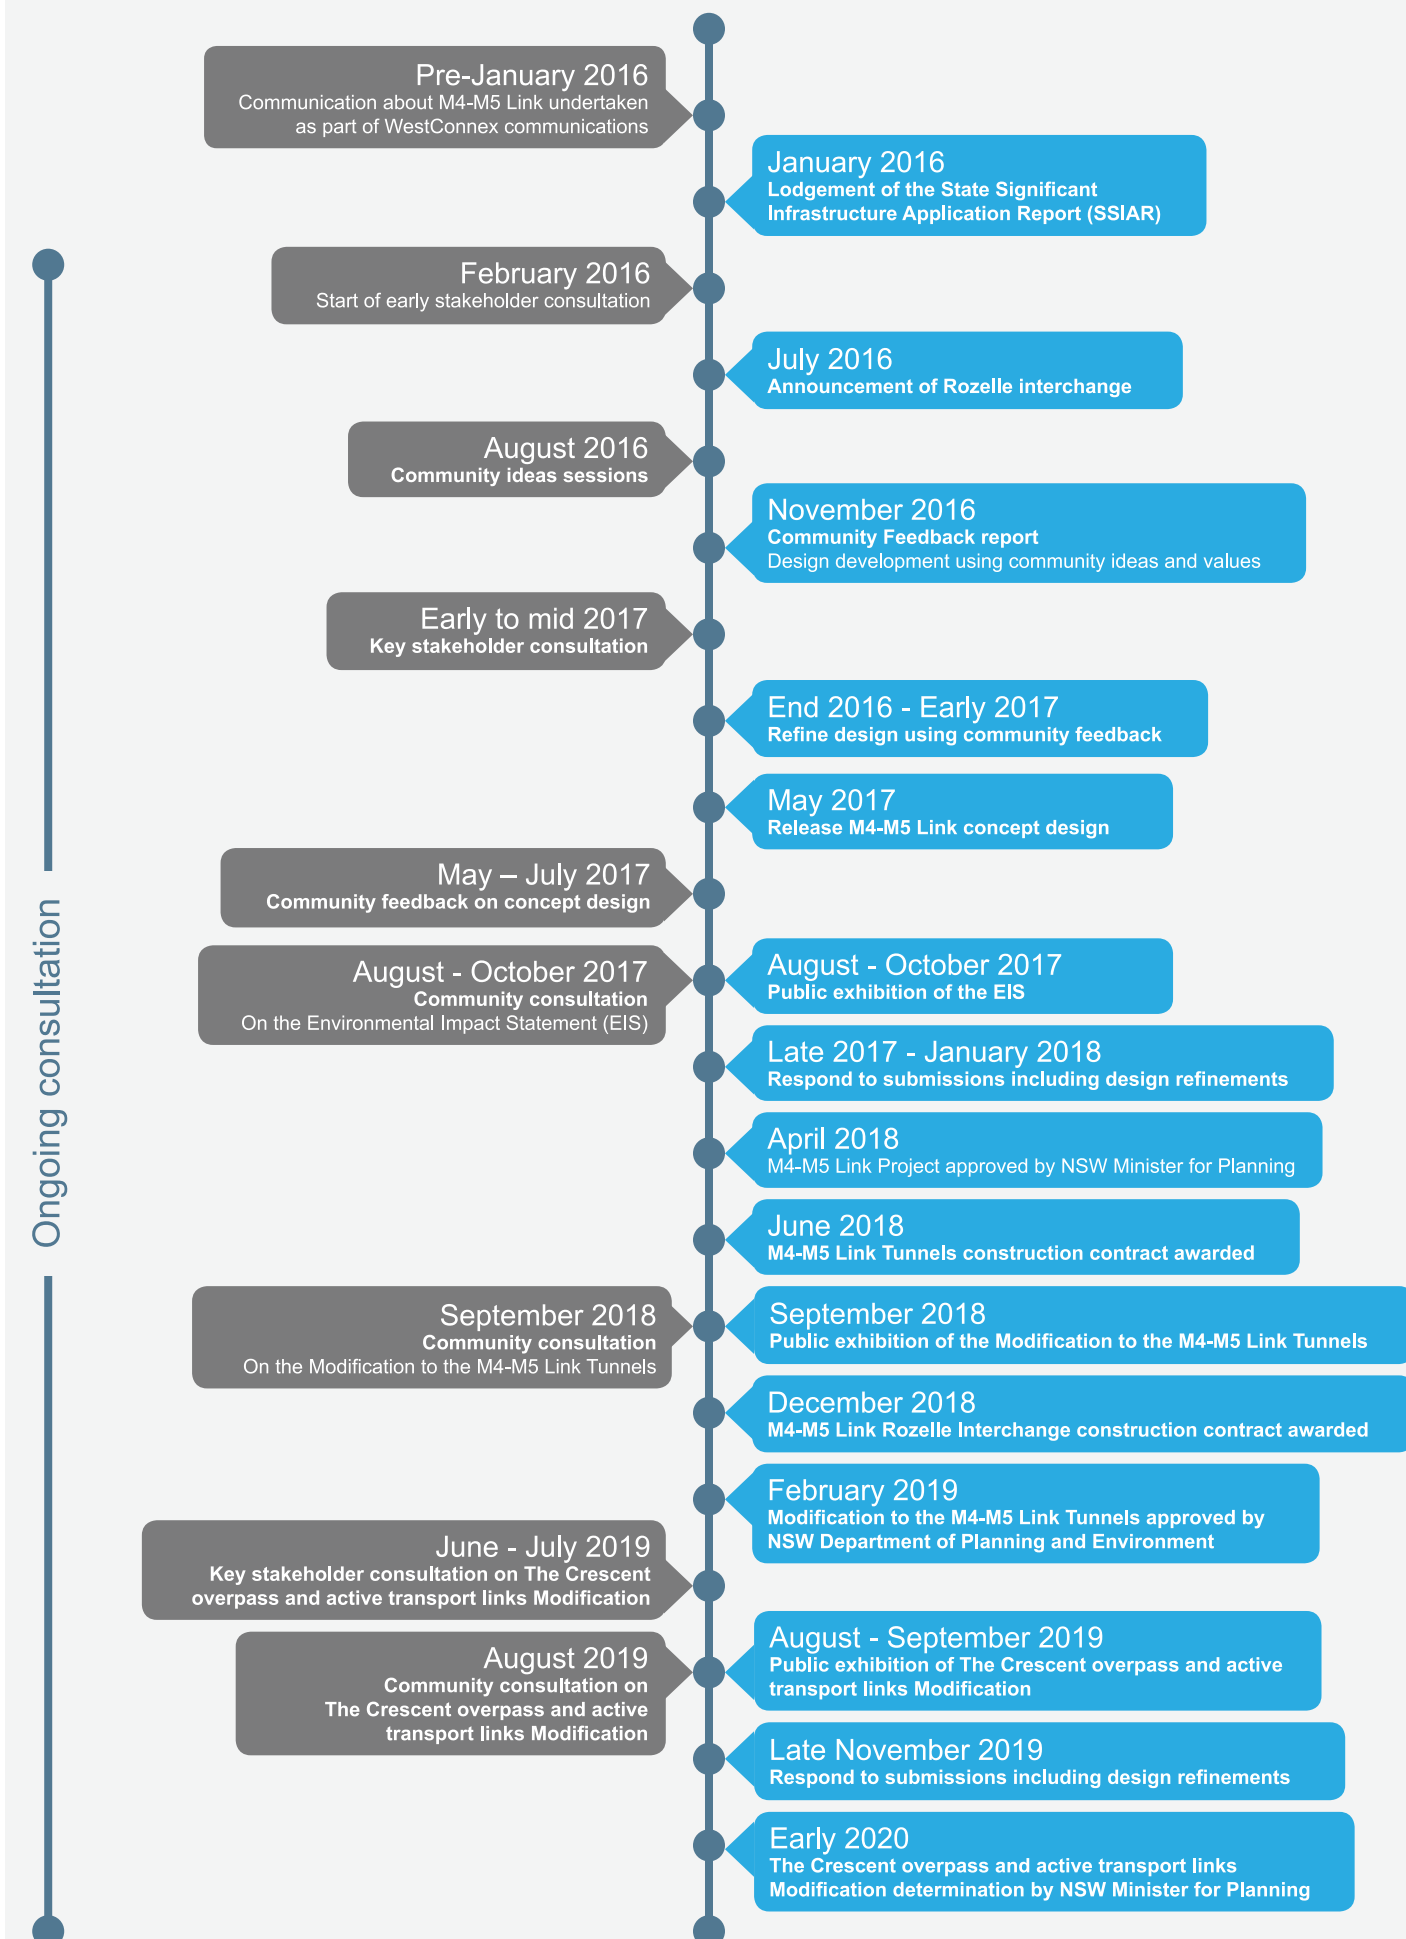 Pre-January 2016
Communication about M4-M5 Link undertaken
as part of WestConnex communications
January 2016
Lodgement of the State Significant
Infrastructure Application Report (SSIAR)
February 2016
Start of early stakeholder consultation
July 2016
Announcement of Rozelle interchange
August 2016
Community ideas sessions
November 2016
Community Feedback report
Design development using community ideas and values
Early to mid 2017
Key stakeholder consultation
End 2016 - Early 2017
Refine design using community feedback
May 2017
Release M4-M5 Link concept design
May – July 2017
Community feedback on concept design
August - October 2017
Community consultation
On the Environmental Impact Statement (EIS)
August - October 2017
Public exhibition of the EIS
Late 2017 - January 2018
Respond to submissions including design refinements
April 2018
M4-M5 Link Project approved by NSW Minister for Planning
June 2018
M4-M5 Link Tunnels construction contract awarded
September 2018
Community consultation
On the Modification to the M4-M5 Link Tunnels
September 2018
Public exhibition of the Modification to the M4-M5 Link Tunnels
December 2018
M4-M5 Link Rozelle Interchange construction contract awarded
February 2019
Modification to the M4-M5 Link Tunnels approved by
NSW Department of Planning and Environment
June - July 2019
Key stakeholder consultation on The Crescent
overpass and active transport links Modification
August 2019
Community consultation on
The Crescent overpass and active
transport links Modification
August - September 2019
Public exhibition of The Crescent overpass and active
transport links Modification
Late November 2019
Respond to submissions including design refinements
Early 2020
The Crescent overpass and active transport links
Modification determination by NSW Minister for Planning
Ongoing consultation